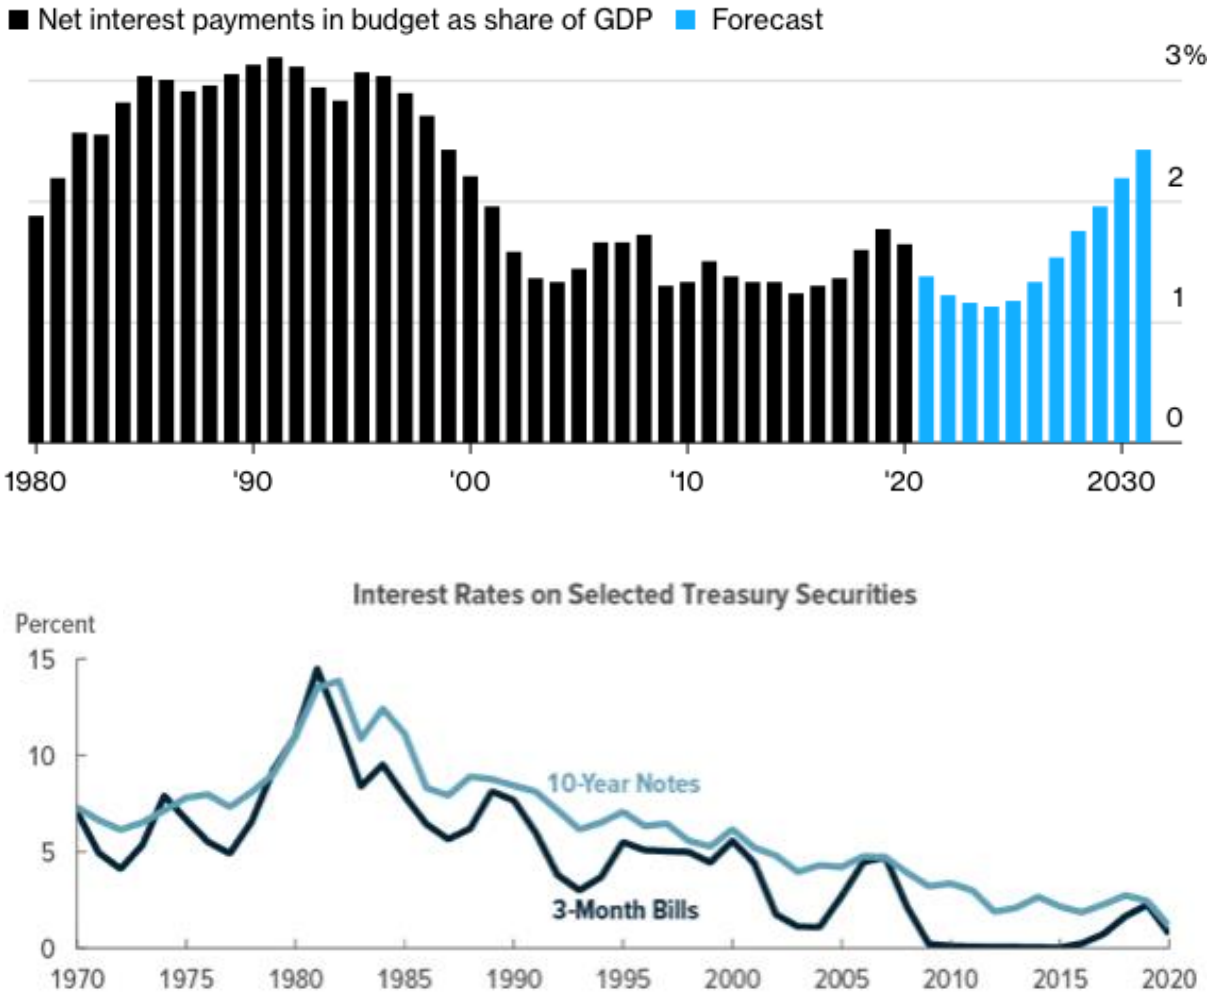 Net interest payments in budget as share of GDP Forecast
3%
2
1
0
1980 '90 '00 '10 '20 2030
Interest Rates on Selected Treasury Securities
Percent
15
10
10-Year Notes
5
3-Month Bills
0
1970 1975 1980 1985 1990 1995 2000 2005 2010 2015 2020